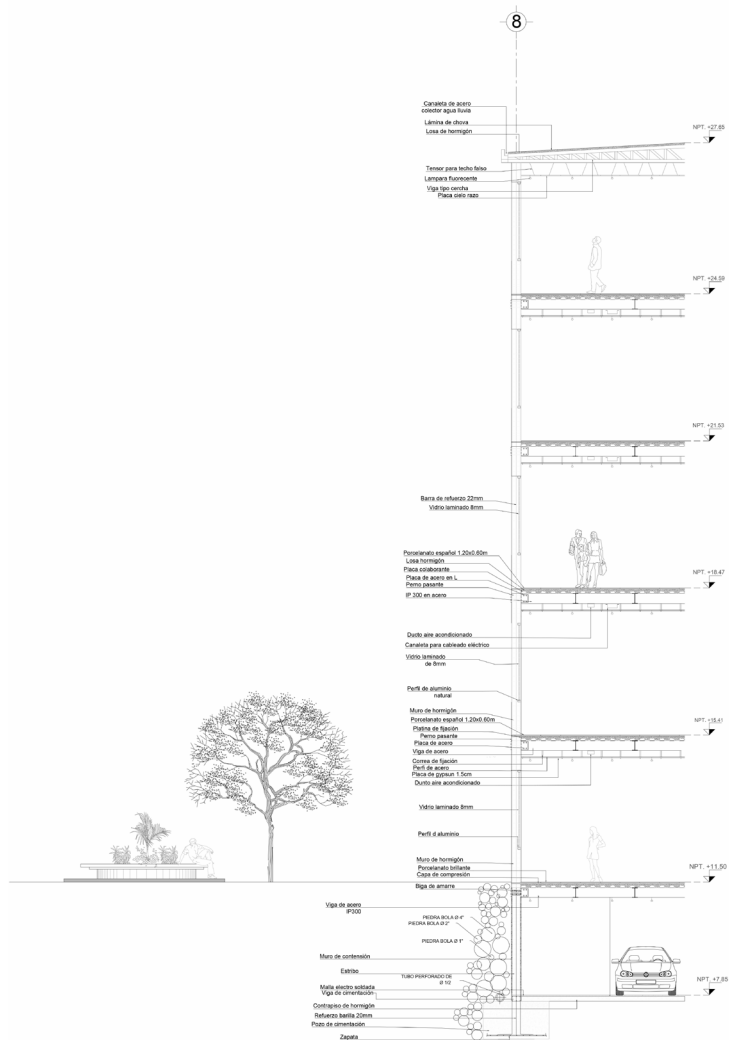 8
Canaleta de acero
colector agua lluvia
Lámina de chova
Losa de hormigón
NPT. +27.65
Tensor para techo falso
Lampara fluorecente
Viga tipo cercha
Placa cielo razo
NPT. +24.59
NPT. +21.53
Barra de refuerzo 22mm
Vidrio laminado 8mm
Porcelanato español 1.20x0.60m
Losa hormigón
Placa colaborante
Placa de acero en L
Perno pasante
IP 300 en acero
NPT. +18.47
Ducto aire acondicionado
Canaleta para cableado eléctrico
Vidrio laminado
de 8mm
Perfil de aluminio
natural
Muro de hormigón
Porcelanato español 1.20x0.60m
Platina de fijación
Perno pasante
Placa de acero
Viga de acero
Correa de fijación
Perfi de acero
Placa de gypsun 1.5cm
Dunto aire acondicionado
NPT. +15.41
Vidrio laminado 8mm
Perfil d aluminio
Muro de hormigón
Porcelanato brillante
Capa de compresión
Biga de amarre
NPT. +11.50
Viga de acero
IP300
PIEDRA BOLA Ø 4"
PIEDRA BOLA Ø 2"
PIEDRA BOLA Ø 1"
Muro de contensión
Estribo
TUBO PERFORADO DE
Ø 1/2
Malla electro soldada
Viga de cimentación
Contrapiso de hormigón
Refuerzo barilla 20mm
Pozo de cimentación
Zapata
NPT. +7.85